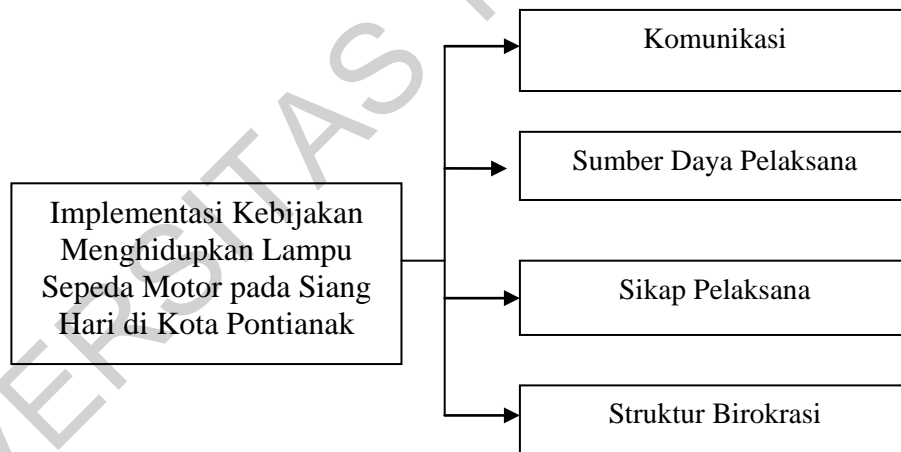 Komunikasi
Sumber Daya Pelaksana
Implementasi Kebijakan
Menghidupkan Lampu
Sepeda Motor pada Siang
Hari di Kota Pontianak
Sikap Pelaksana
Struktur Birokrasi
VERSITAS